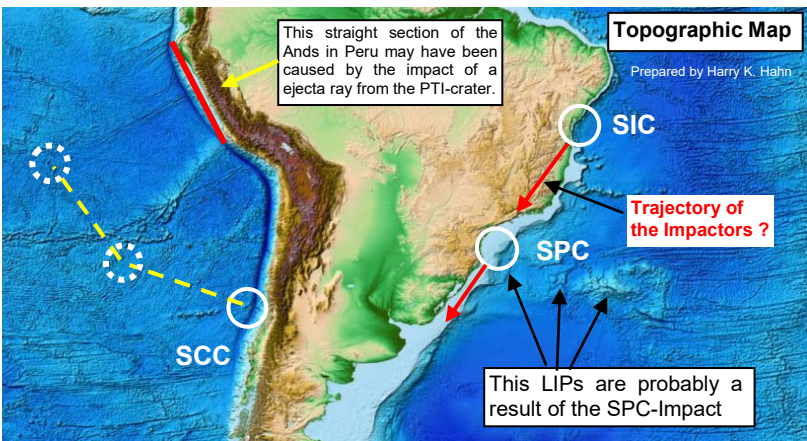 This straight section of the
Ands in Peru may have been
caused by the impact of a
ejecta ray from the PTI-crater.
Topographic Map
Prepared by Harry K. Hahn
SIC
Trajectory of
the Impactors ?
SPC
SCC
This LIPs are probably a
result of the SPC-Impact